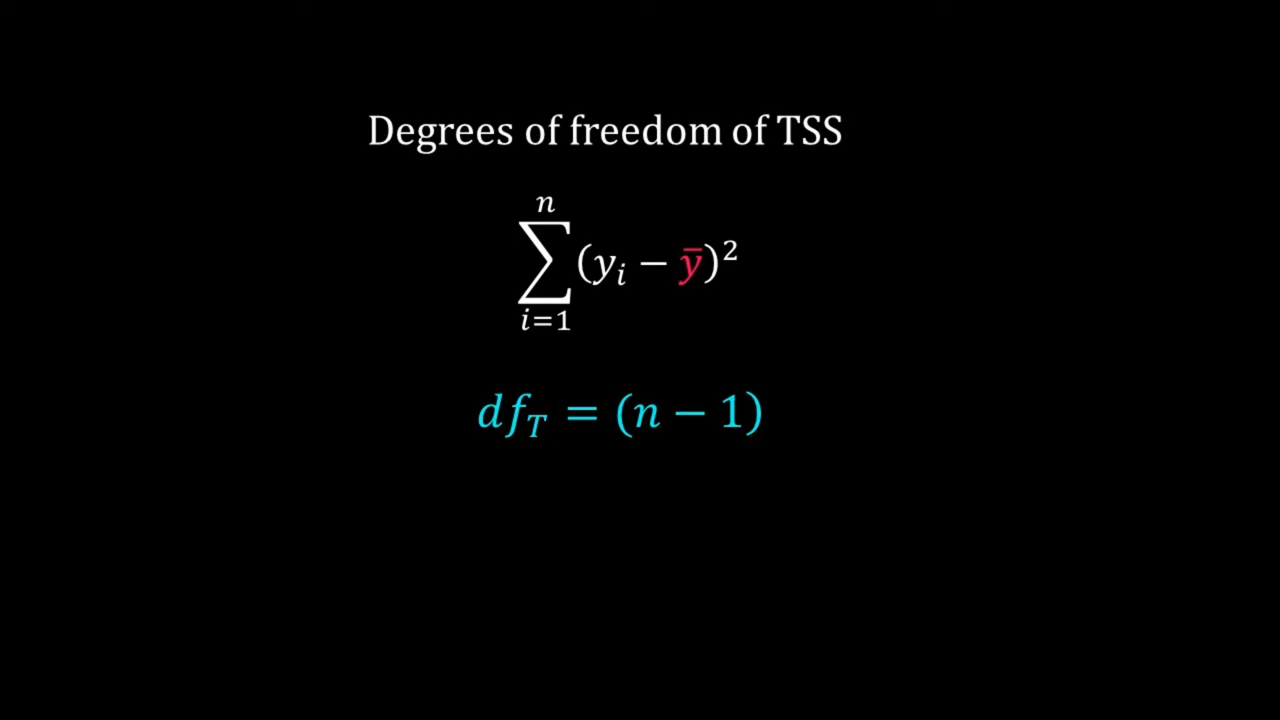 Degrees of freedom of TSS
n
∑(yᵢ − ȳ)²
i=1
df_T = (n − 1)